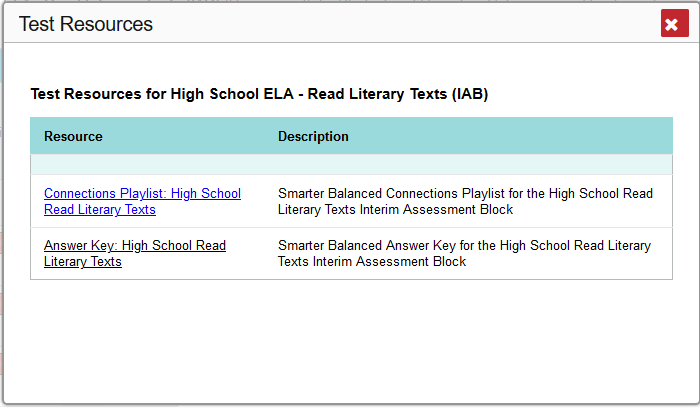 Test Resources
Test Resources for High School ELA - Read Literary Texts (IAB)
Resource Description
Connections Playlist: High School Smarter Balanced Connections Playlist for the High School Read
Read Literary Texts Literary Texts Interim Assessment Block
Answer Key: High School Read Smarter Balanced Answer Key for the High School Read Literary
Literary Texts Texts Interim Assessment Block